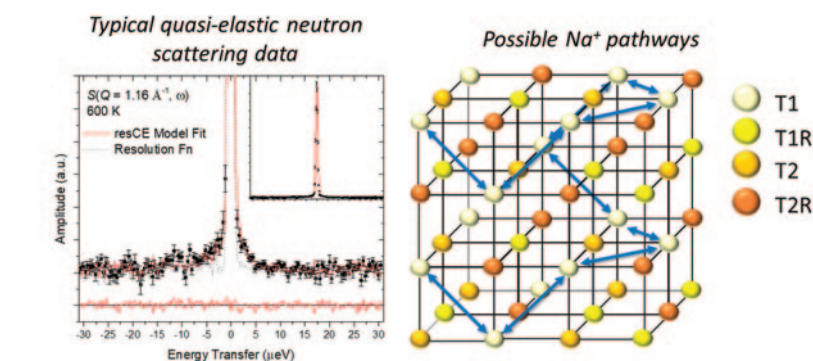 Typical quasi-elastic neutron
scattering data
S(Q = 1.16 Å⁻¹, ω)
600 K
resCE Model Fit
Resolution Fn
Amplitude (a.u.)
-30 -25 -20 -15 -10 -5 0 5 10 15 20 25 30
Energy Transfer (μeV)
Possible Na⁺ pathways
T1
T1R
T2
T2R